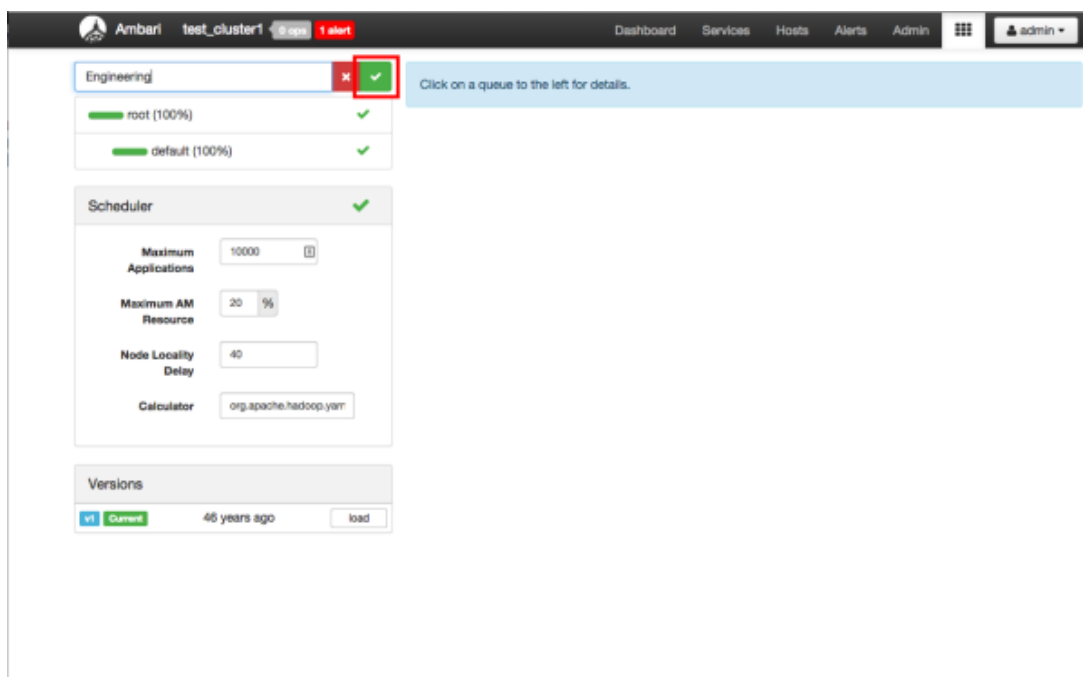 Ambari test_cluster1 0 ops 1 alert Dashboard Services Hosts Alerts Admin admin
Engineering
Click on a queue to the left for details.
root (100%)
default (100%)
Scheduler
Maximum Applications 10000
Maximum AM Resource 20 %
Node Locality Delay 40
Calculator org.apache.hadoop.yarn
Versions
v1 Current 46 years ago load